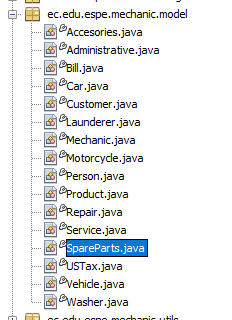 ec.edu.espe.mechanic.model
Accesories.java
Administrative.java
Bill.java
Car.java
Customer.java
Launderer.java
Mechanic.java
Motorcycle.java
Person.java
Product.java
Repair.java
Service.java
SpareParts.java
USTax.java
Vehicle.java
Washer.java
ec.edu.espe.mechanic.utils